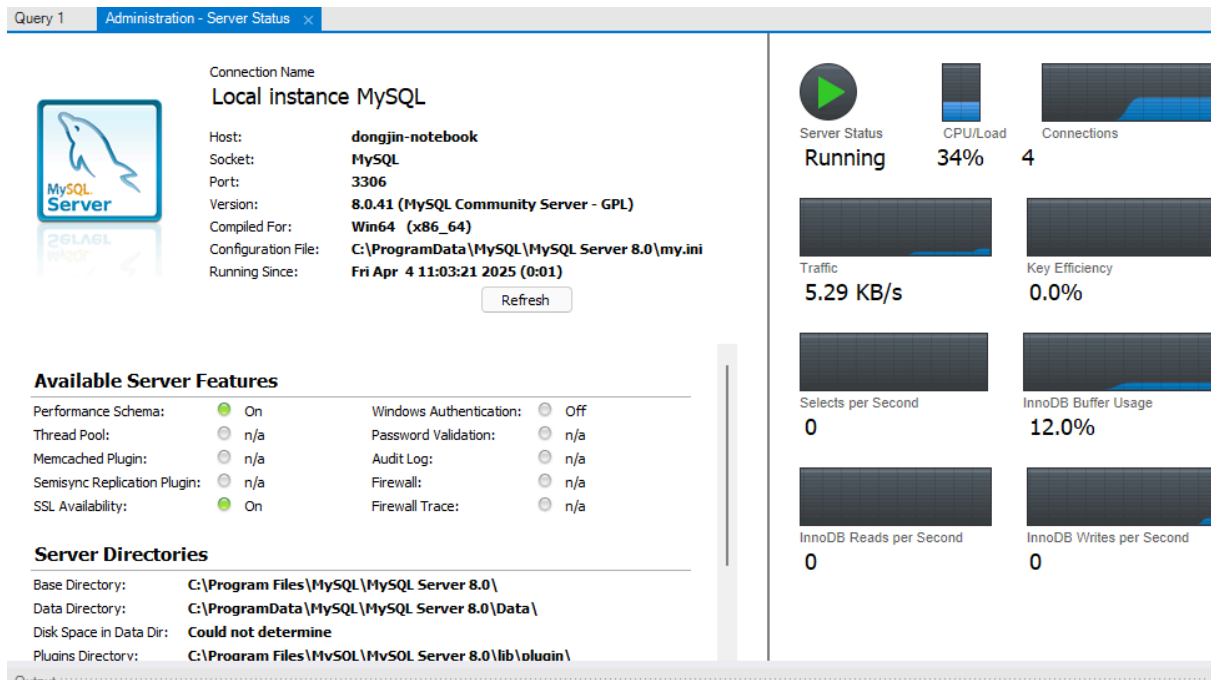 Query 1
Administration - Server Status
Connection Name
Local instance MySQL
MySQL
Server
Host: dongjin-notebook
Socket: MySQL
Port: 3306
Version: 8.0.41 (MySQL Community Server - GPL)
Compiled For: Win64 (x86_64)
Configuration File: C:\ProgramData\MySQL\MySQL Server 8.0\my.ini
Running Since: Fri Apr 4 11:03:21 2025 (0:01)
Refresh
Available Server Features
Performance Schema: On Windows Authentication: Off
Thread Pool: n/a Password Validation: n/a
Memcached Plugin: n/a Audit Log: n/a
Semisync Replication Plugin: n/a Firewall: n/a
SSL Availability: On Firewall Trace: n/a
Server Directories
Base Directory: C:\Program Files\MySQL\MySQL Server 8.0\
Data Directory: C:\ProgramData\MySQL\MySQL Server 8.0\Data\
Disk Space in Data Dir: Could not determine
Plugins Directory: C:\Program Files\MySQL\MySQL Server 8.0\lib\plugin\
Server Status CPU/Load Connections
Running 34% 4
Traffic Key Efficiency
5.29 KB/s 0.0%
Selects per Second InnoDB Buffer Usage
0 12.0%
InnoDB Reads per Second InnoDB Writes per Second
0 0
Output